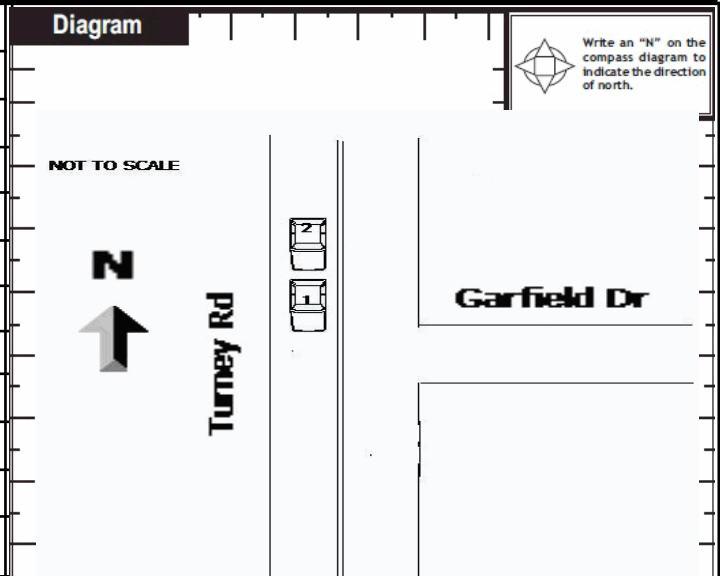 Diagram
Write an “N” on the
compass diagram to
indicate the direction
of north.
NOT TO SCALE
N
2
1
Turney Rd
Garfield Dr